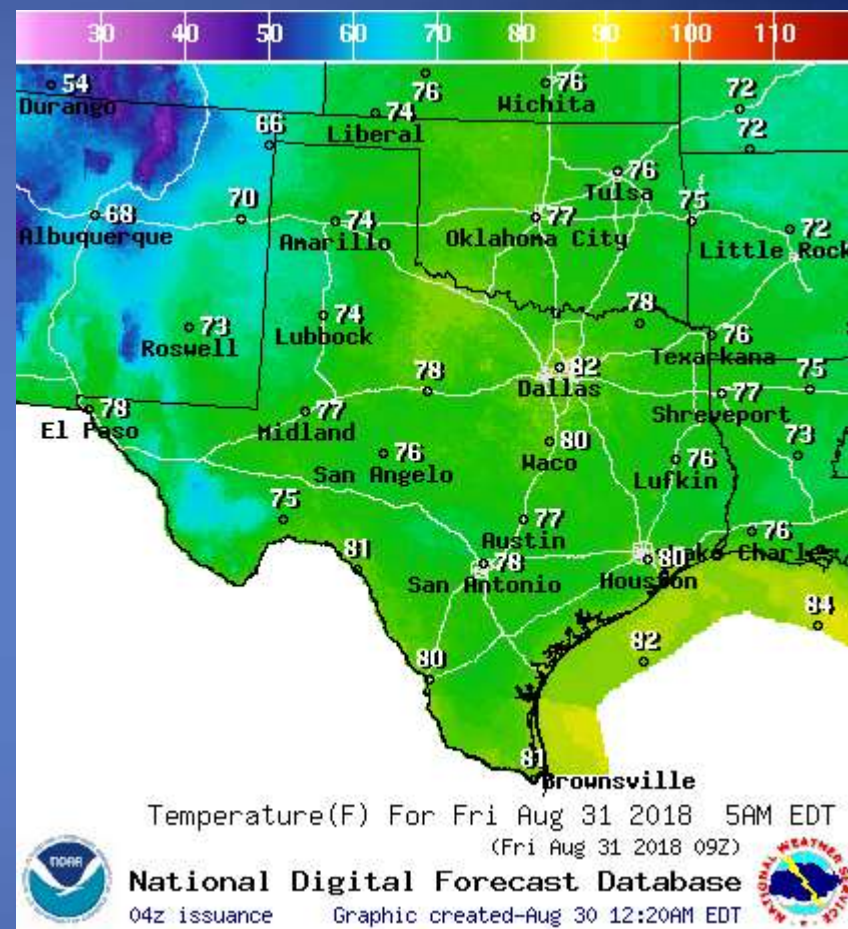 30 40 50 60 70 80 90 100 110
54
Durango
76
76
Wichita
72
74
Liberal
66
72
76
Tulsa
68
Albuquerque
70
74
Amarillo
77
Oklahoma City
75
72
Little Rock
73
Roswell
74
Lubbock
78
76
Texarkana
82
Dallas
78
75
77
Shreveport
78
El Paso
77
Midland
76
San Angelo
80
Waco
76
Lufkin
73
75
77
Austin
76
Lake Charles
81
78
San Antonio
80
Houston
84
82
80
81
Brownsville
Temperature(F) For Fri Aug 31 2018 5AM EDT
(Fri Aug 31 2018 09Z)
National Digital Forecast Database
04z issuance Graphic created-Aug 30 12:20AM EDT
NOAA
NATIONAL WEATHER SERVICE